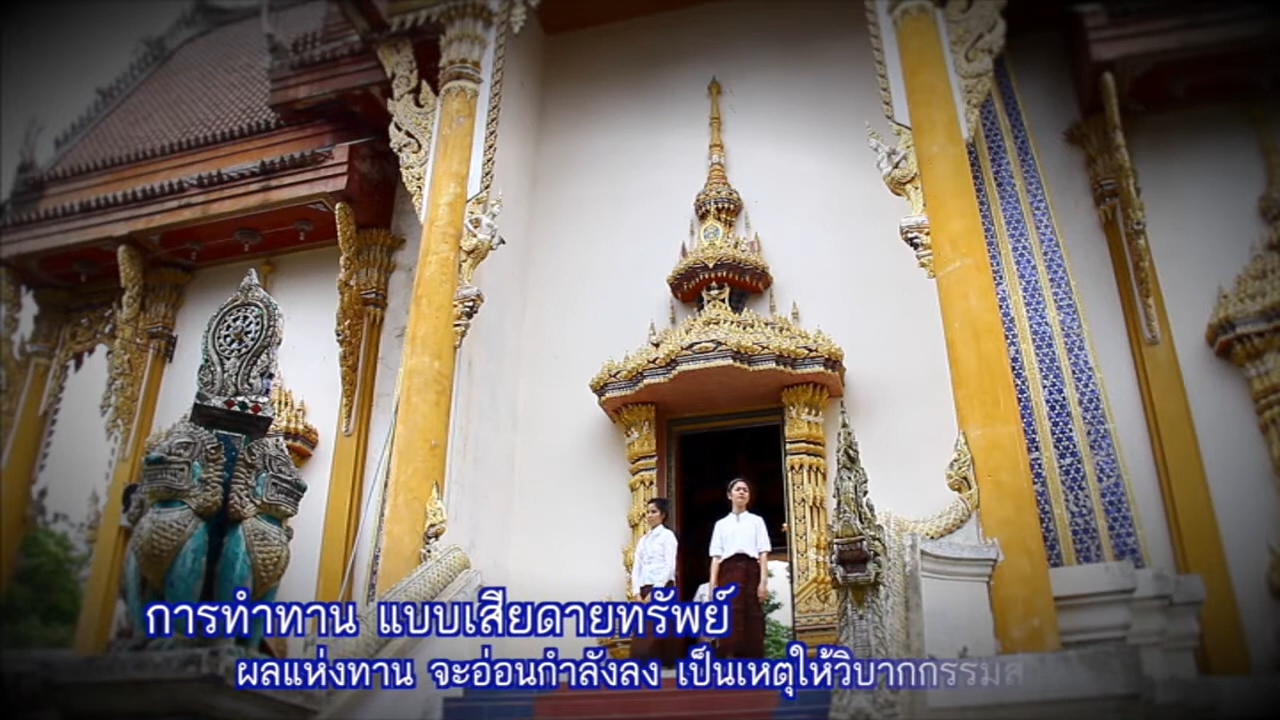 การทำทาน แบบเสียดายทรัพย์
ผลแห่งทาน จะอ่อนกำลังลง เป็นเหตุให้วิบากกรรม